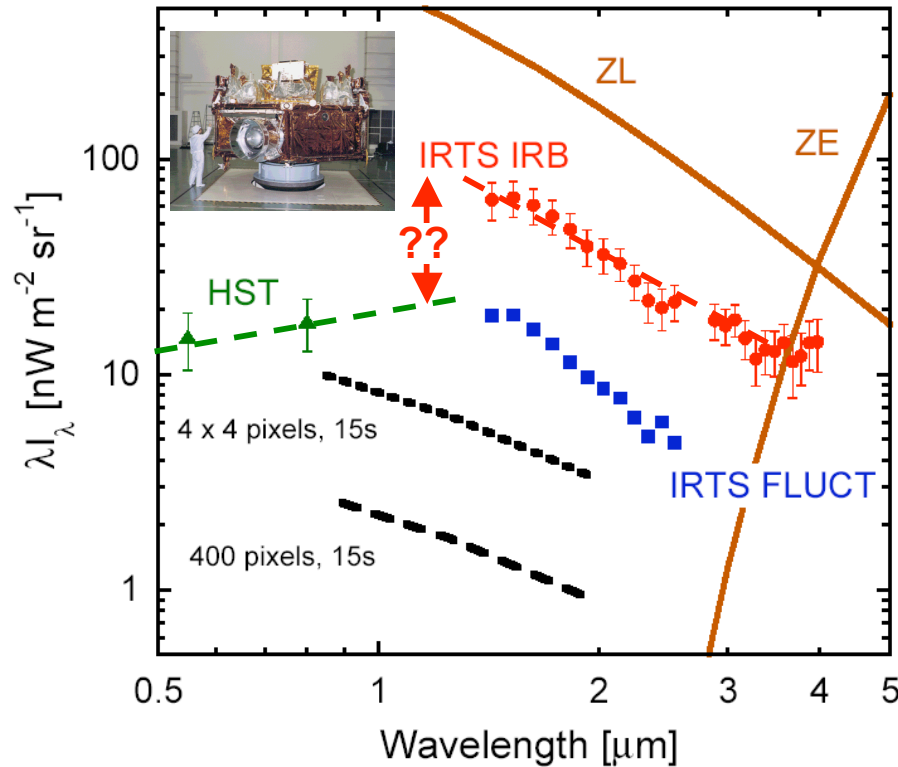 ZL
ZE
IRTS IRB
??
HST
4 x 4 pixels, 15s
IRTS FLUCT
400 pixels, 15s
100
10
1
λI_λ [nW m⁻² sr⁻¹]
0.5 1 2 3 4 5
Wavelength [μm]